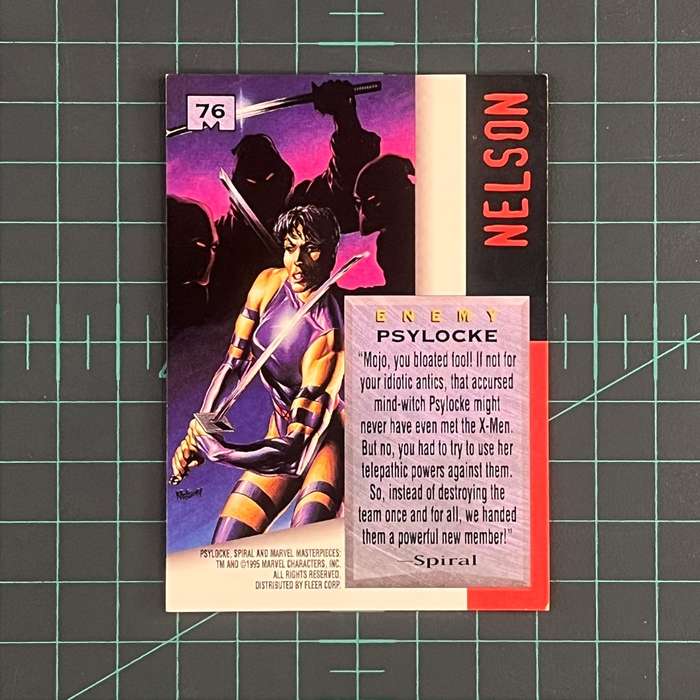 76
NELSON
ENEMY
PSYLOCKE
"Mojo, you bloated fool! If not for
your idiotic antics, that accursed
mind-witch Psylocke might
never have even met the X-Men.
But no, you had to try to use her
telepathic powers against them.
So, instead of destroying the
team once and for all, we handed
them a powerful new member!"
—Spiral
Nelson
PSYLOCKE, SPIRAL AND MARVEL MASTERPIECES:
TM AND ©1995 MARVEL CHARACTERS, INC.
ALL RIGHTS RESERVED.
DISTRIBUTED BY FLEER CORP.